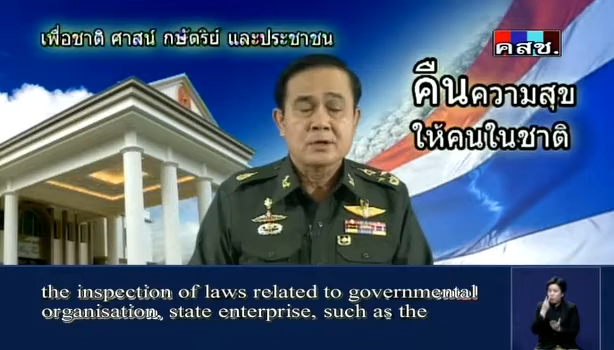 เพื่อชาติ ศาสน์ กษัตริย์ และประชาชน
คสช.
คืนความสุข
ให้คนในชาติ
the inspection of laws related to governmental
organisation, state enterprise, such as the